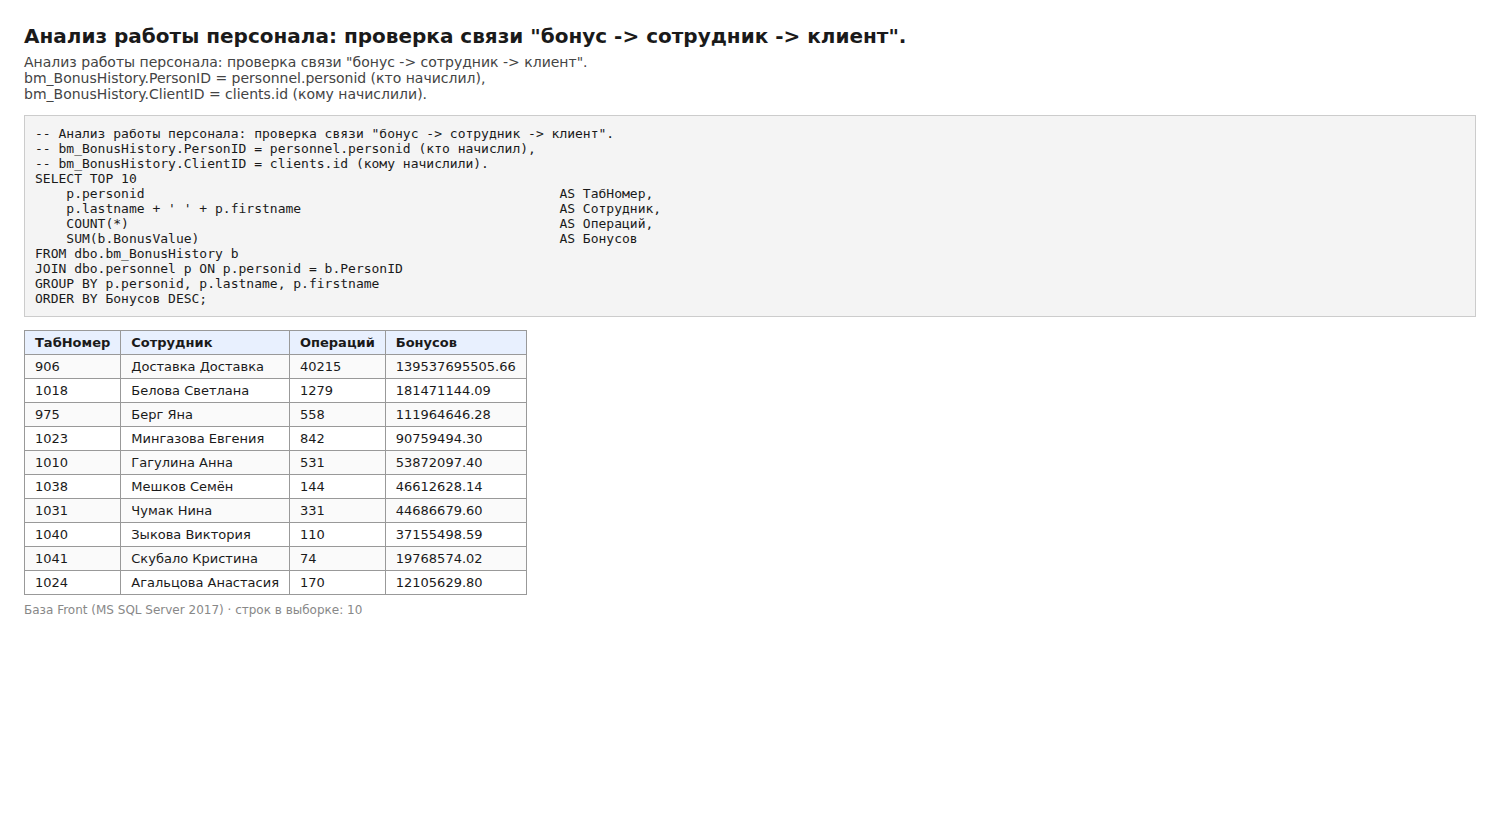 Анализ работы персонала: проверка связи "бонус -> сотрудник -> клиент".
Анализ работы персонала: проверка связи "бонус -> сотрудник -> клиент".
bm_BonusHistory.PersonID = personnel.personid (кто начислил),
bm_BonusHistory.ClientID = clients.id (кому начислили).
-- Анализ работы персонала: проверка связи "бонус -> сотрудник -> клиент".
-- bm_BonusHistory.PersonID = personnel.personid (кто начислил),
-- bm_BonusHistory.ClientID = clients.id (кому начислили).
SELECT TOP 10
    p.personid                                                     AS ТабНомер,
    p.lastname + ' ' + p.firstname                                 AS Сотрудник,
    COUNT(*)                                                       AS Операций,
    SUM(b.BonusValue)                                              AS Бонусов
FROM dbo.bm_BonusHistory b
JOIN dbo.personnel p ON p.personid = b.PersonID
GROUP BY p.personid, p.lastname, p.firstname
ORDER BY Бонусов DESC;
ТабНомер Сотрудник Операций Бонусов
906 Доставка Доставка 40215 139537695505.66
1018 Белова Светлана 1279 181471144.09
975 Берг Яна 558 111964646.28
1023 Мингазова Евгения 842 90759494.30
1010 Гагулина Анна 531 53872097.40
1038 Мешков Семён 144 46612628.14
1031 Чумак Нина 331 44686679.60
1040 Зыкова Виктория 110 37155498.59
1041 Скубало Кристина 74 19768574.02
1024 Агальцова Анастасия 170 12105629.80
База Front (MS SQL Server 2017) · строк в выборке: 10